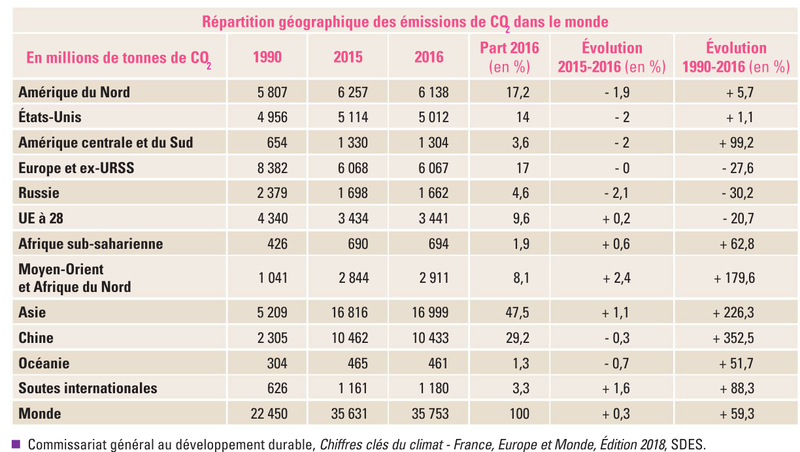 Répartition géographique des émissions de CO2 dans le monde
En millions de tonnes de CO2 1990 2015 2016 Part 2016 (en %) Évolution 2015-2016 (en %) Évolution 1990-2016 (en %)
Amérique du Nord 5 807 6 257 6 138 17,2 - 1,9 + 5,7
États-Unis 4 956 5 114 5 012 14 - 2 + 1,1
Amérique centrale et du Sud 654 1 330 1 304 3,6 - 2 + 99,2
Europe et ex-URSS 8 382 6 068 6 067 17 - 0 - 27,6
Russie 2 379 1 698 1 662 4,6 - 2,1 - 30,2
UE à 28 4 340 3 434 3 441 9,6 + 0,2 - 20,7
Afrique sub-saharienne 426 690 694 1,9 + 0,6 + 62,8
Moyen-Orient
et Afrique du Nord 1 041 2 844 2 911 8,1 + 2,4 + 179,6
Asie 5 209 16 816 16 999 47,5 + 1,1 + 226,3
Chine 2 305 10 462 10 433 29,2 - 0,3 + 352,5
Océanie 304 465 461 1,3 - 0,7 + 51,7
Soutes internationales 626 1 161 1 180 3,3 + 1,6 + 88,3
Monde 22 450 35 631 35 753 100 + 0,3 + 59,3
Commissariat général au développement durable, Chiffres clés du climat - France, Europe et Monde, Édition 2018, SDES.